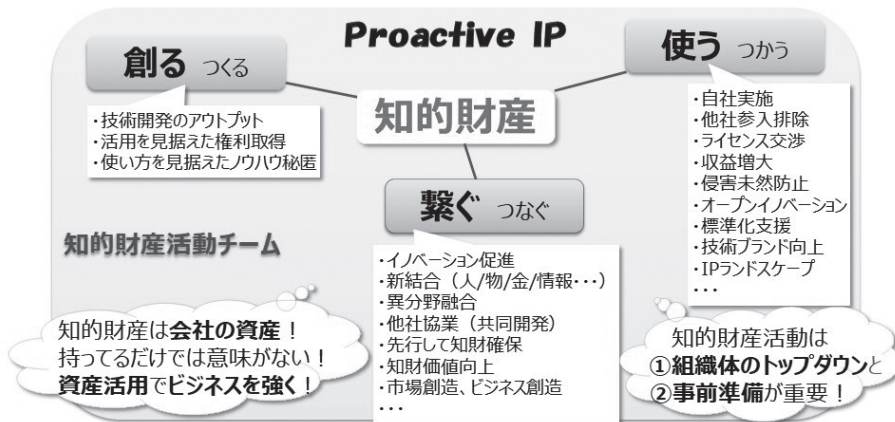 Proactive IP
創る つくる
・技術開発のアウトプット
・活用を見据えた権利取得
・使い方を見据えたノウハウ秘匿
知的財産
使う つかう
・自社実施
・他社参入排除
・ライセンス交渉
・収益増大
・侵害未然防止
・オープンイノベーション
・標準化支援
・技術ブランド向上
・IPランドスケープ
・・・
繋ぐ つなぐ
・イノベーション促進
・新結合（人/物/金/情報・・・）
・異分野融合
・他社協業（共同開発）
・先行して知財確保
・知財価値向上
・市場創造、ビジネス創造
・・・
知的財産活動チーム
知的財産は会社の資産！
持ってるだけでは意味がない！
資産活用でビジネスを強く！
知的財産活動は
①組織体のトップダウンと
②事前準備が重要！